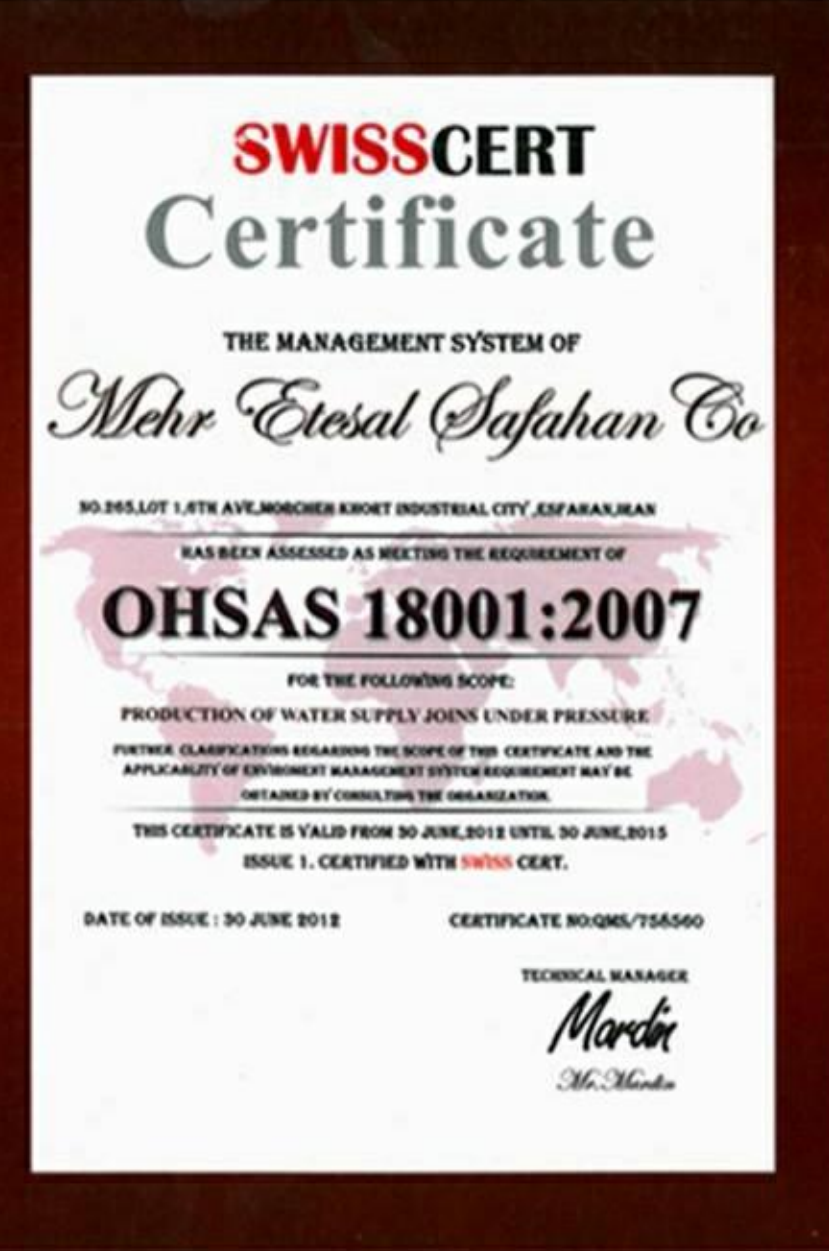 SWISSCERT
Certificate
THE MANAGEMENT SYSTEM OF
Mehr Etesal Safahan Co
NO.265,LOT 1,6TH AVE,MORCHEH KHORT INDUSTRIAL CITY ,ESFAHAN,IRAN
HAS BEEN ASSESSED AS MEETING THE REQUIREMENT OF
OHSAS 18001:2007
FOR THE FOLLOWING SCOPE:
PRODUCTION OF WATER SUPPLY JOINS UNDER PRESSURE
FURTHER CLARIFICATIONS REGARDING THE SCOPE OF THIS CERTIFICATE AND THE
APPLICABLITY OF ENVIROMENT MANAGEMENT SYSTEM REQUIREMENT MAY BE
OBTAINED BY CONSULTING THE ORGANIZATION.
THIS CERTIFICATE IS VALID FROM 30 JUNE,2012 UNTIL 30 JUNE,2015
ISSUE 1. CERTIFIED WITH SWISS CERT.
DATE OF ISSUE : 30 JUNE 2012
CERTIFICATE NO:QMS/758560
TECHNICAL MANAGER
Mardin
Mr.Mardin